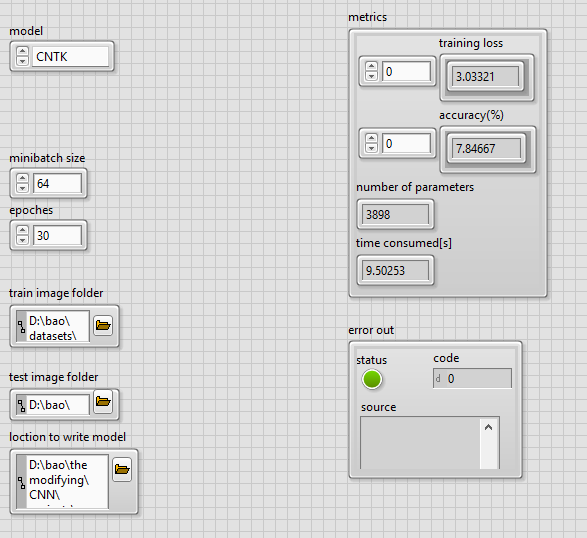 model
CNTK
minibatch size
64
epoches
30
train image folder
D:\bao\
datasets\
test image folder
D:\bao\
loction to write model
D:\bao\the
modifying\
CNN\
metrics
training loss
0
3.03321
accuracy(%)
0
7.84667
number of parameters
3898
time consumed[s]
9.50253
error out
status
code
d 0
source